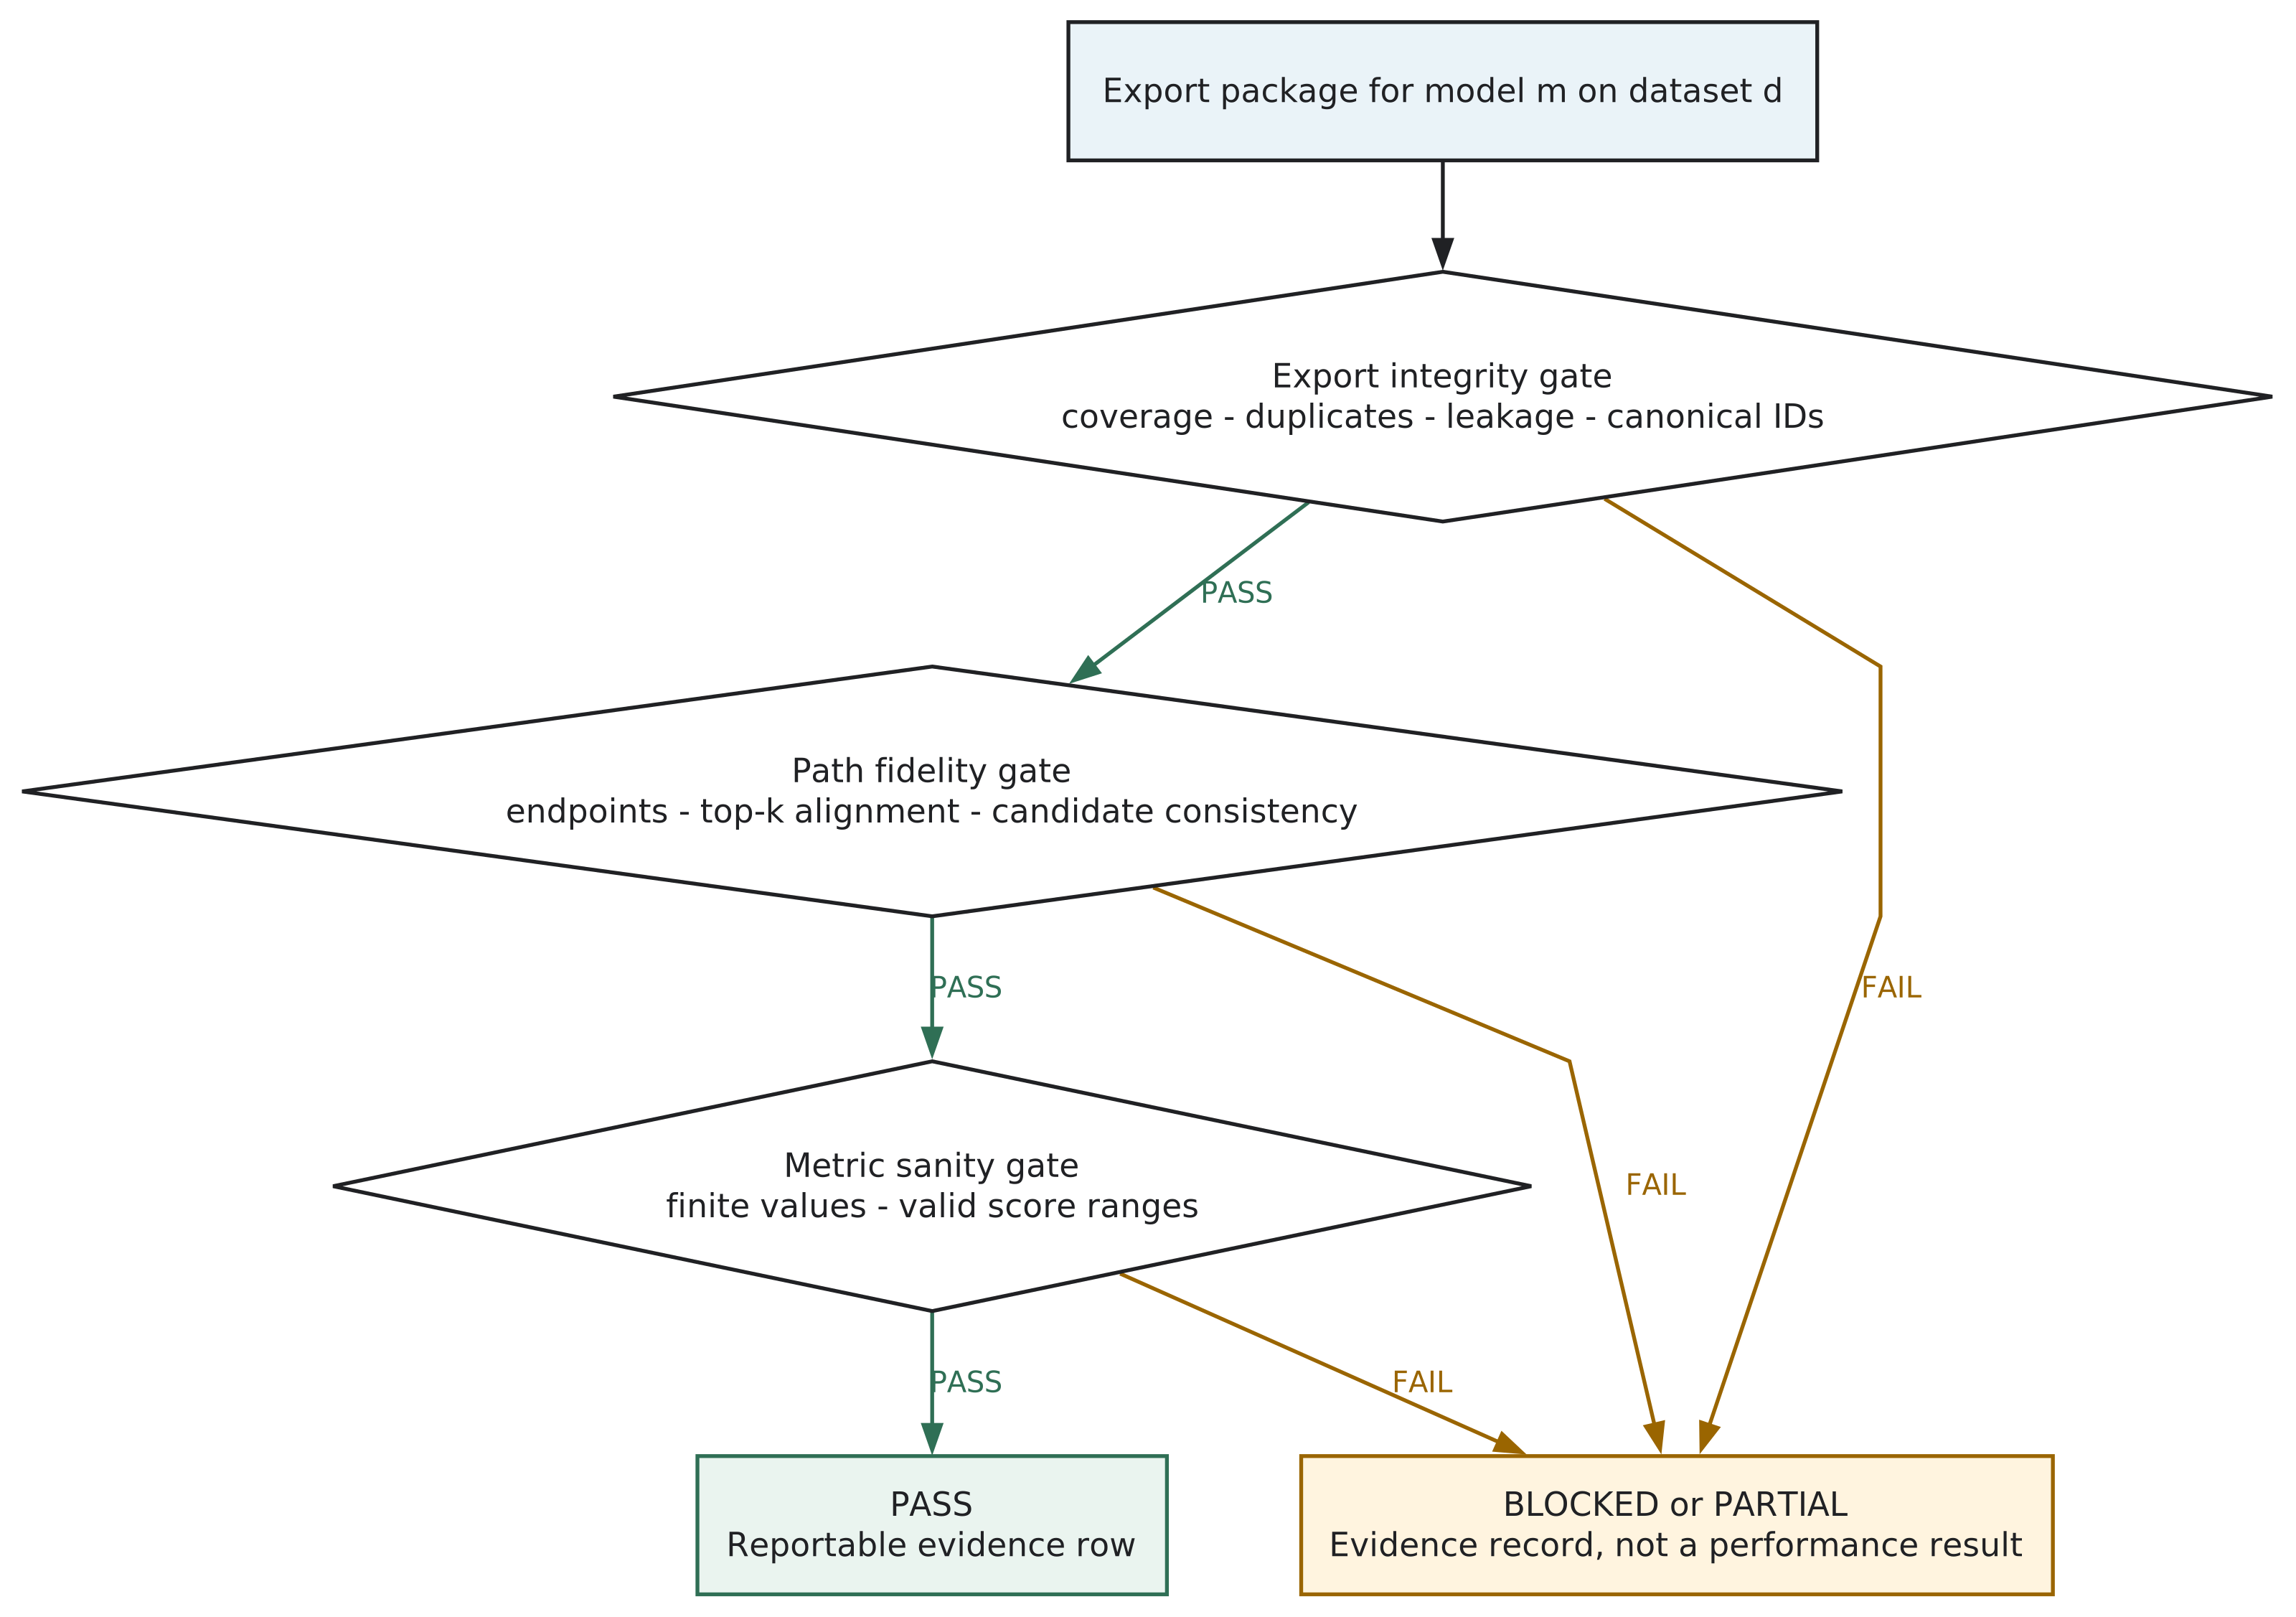 Export package for model m on dataset d
Export integrity gate
coverage - duplicates - leakage - canonical IDs
PASS
Path fidelity gate
endpoints - top-k alignment - candidate consistency
PASS
FAIL
Metric sanity gate
finite values - valid score ranges
FAIL
PASS
FAIL
PASS
Reportable evidence row
BLOCKED or PARTIAL
Evidence record, not a performance result